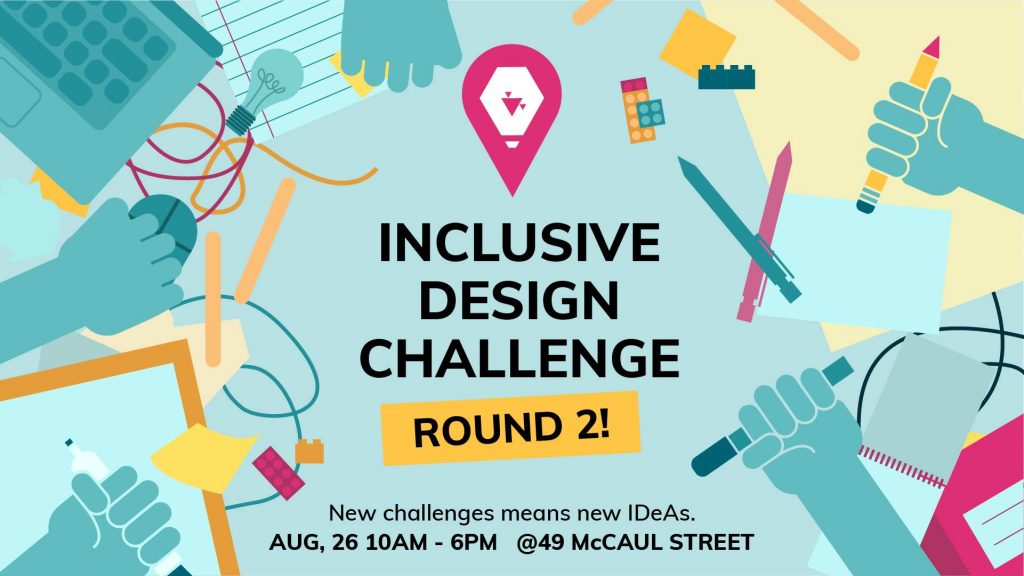 INCLUSIVE
DESIGN
CHALLENGE
ROUND 2!
New challenges means new IDeAs.
AUG, 26 10AM - 6PM @49 McCAUL STREET